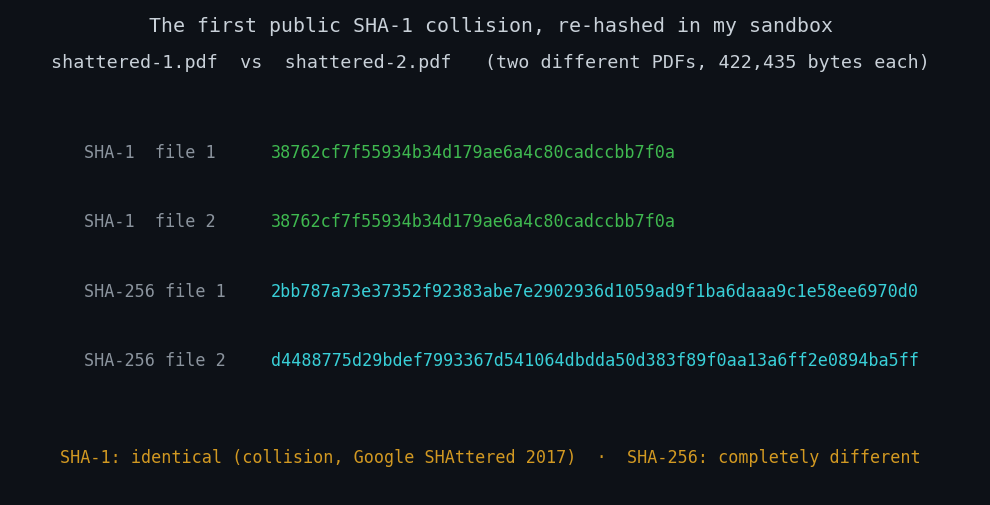 The first public SHA-1 collision, re-hashed in my sandbox
shattered-1.pdf  vs  shattered-2.pdf   (two different PDFs, 422,435 bytes each)
SHA-1  file 1  38762cf7f55934b34d179ae6a4c80cadccbb7f0a
SHA-1  file 2  38762cf7f55934b34d179ae6a4c80cadccbb7f0a
SHA-256 file 1  2bb787a73e37352f92383abe7e2902936d1059ad9f1ba6daaa9c1e58ee6970d0
SHA-256 file 2  d4488775d29bdef7993367d541064dbdda50d383f89f0aa13a6ff2e0894ba5ff
SHA-1: identical (collision, Google SHAttered 2017)  ·  SHA-256: completely different